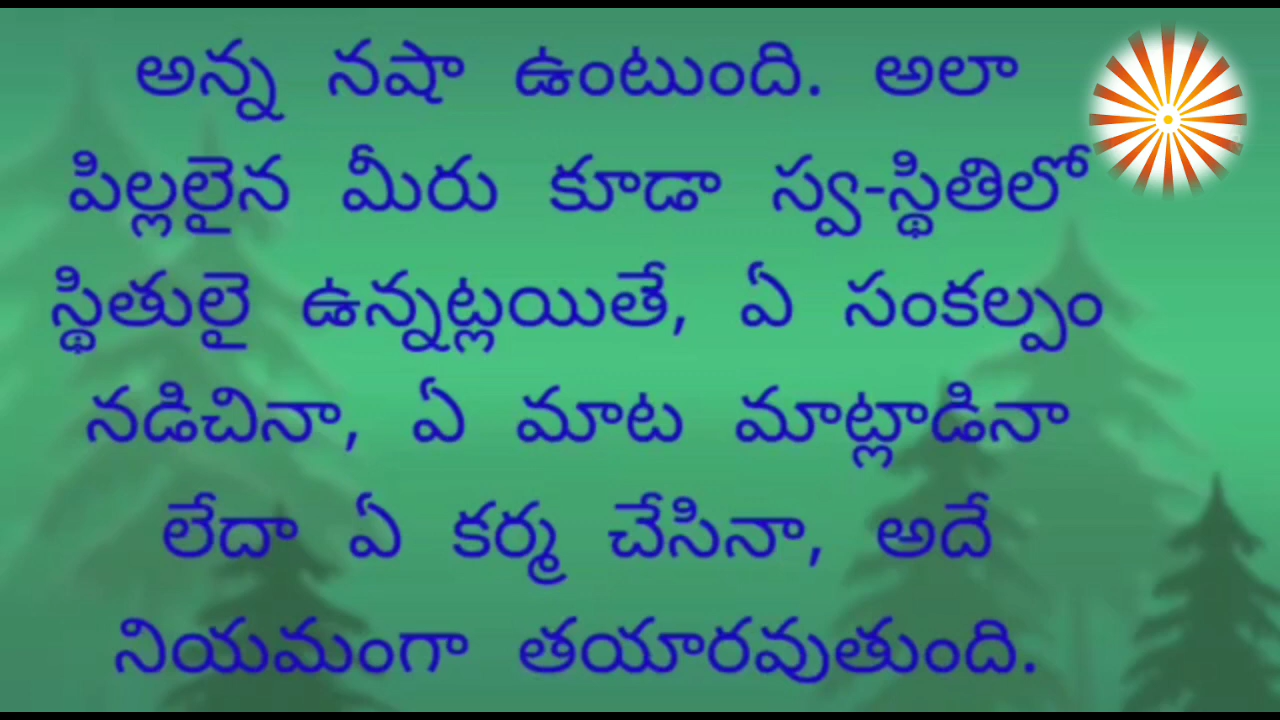 అన్న నషా ఉంటుంది. అలా
పిల్లలైన మీరు కూడా స్వ-స్థితిలో
స్థితులై ఉన్నట్లయితే, ఏ సంకల్పం
నడిచినా, ఏ మాట మాట్లాడినా
లేదా ఏ కర్మ చేసినా, అదే
నియమంగా తయారవుతుంది.